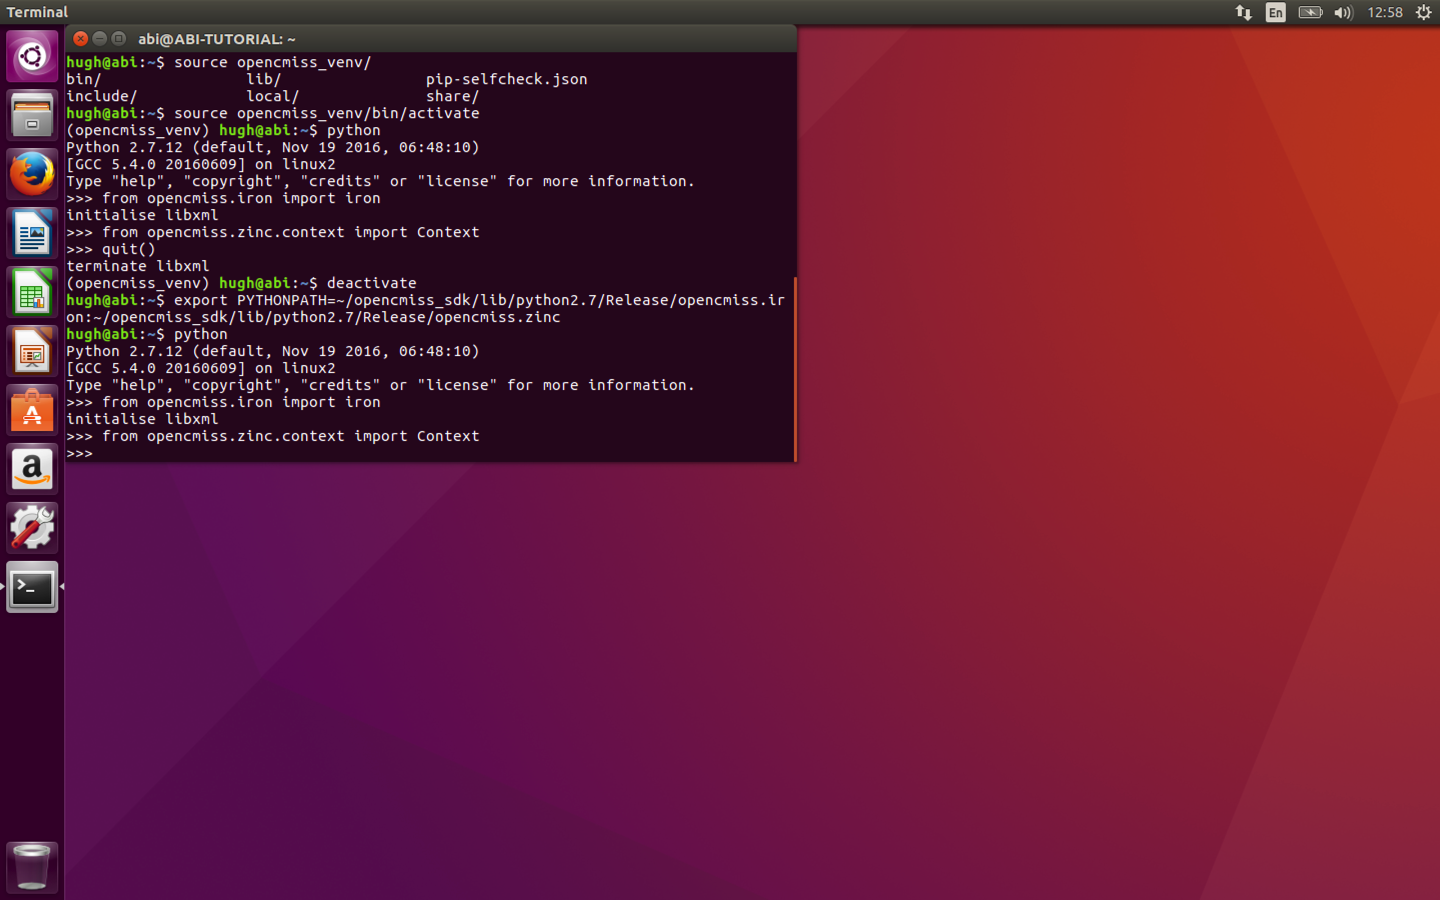 Terminal
En
12:58
abi@ABI-TUTORIAL: ~
hugh@abi:~$ source opencmiss_venv/
bin/                lib/                pip-selfcheck.json
include/            local/              share/
hugh@abi:~$ source opencmiss_venv/bin/activate
(opencmiss_venv) hugh@abi:~$ python
Python 2.7.12 (default, Nov 19 2016, 06:48:10)
[GCC 5.4.0 20160609] on linux2
Type "help", "copyright", "credits" or "license" for more information.
>>> from opencmiss.iron import iron
initialise libxml
>>> from opencmiss.zinc.context import Context
>>> quit()
terminate libxml
(opencmiss_venv) hugh@abi:~$ deactivate
hugh@abi:~$ export PYTHONPATH=~/opencmiss_sdk/lib/python2.7/Release/opencmiss.ir
on:~/opencmiss_sdk/lib/python2.7/Release/opencmiss.zinc
hugh@abi:~$ python
Python 2.7.12 (default, Nov 19 2016, 06:48:10)
[GCC 5.4.0 20160609] on linux2
Type "help", "copyright", "credits" or "license" for more information.
>>> from opencmiss.iron import iron
initialise libxml
>>> from opencmiss.zinc.context import Context
>>>
a
>_